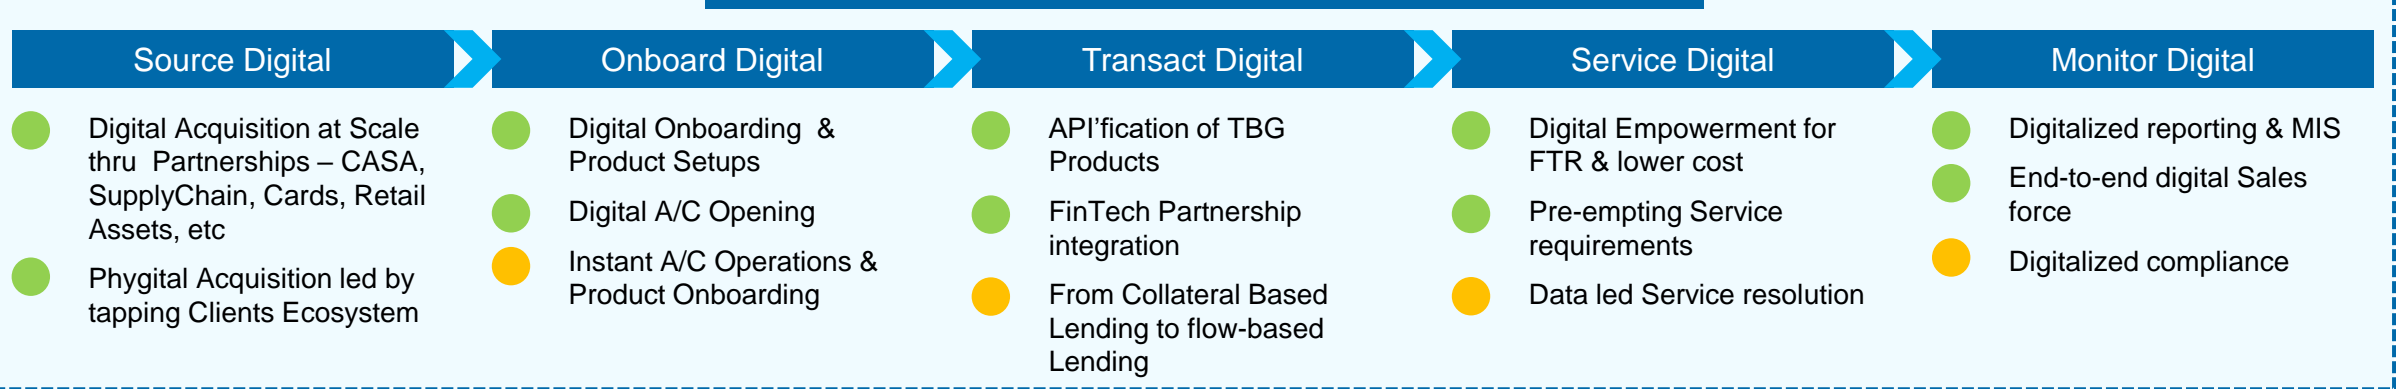 Source Digital
Digital Acquisition at Scale
thru  Partnerships – CASA,
SupplyChain, Cards, Retail
Assets, etc
Phygital Acquisition led by
tapping Clients Ecosystem
Onboard Digital
Digital Onboarding  &
Product Setups
Digital A/C Opening
Instant A/C Operations &
Product Onboarding
Transact Digital
API’fication of TBG
Products
FinTech Partnership
integration
From Collateral Based
Lending to flow-based
Lending
Service Digital
Digital Empowerment for
FTR & lower cost
Pre-empting Service
requirements
Data led Service resolution
Monitor Digital
Digitalized reporting & MIS
End-to-end digital Sales
force
Digitalized compliance